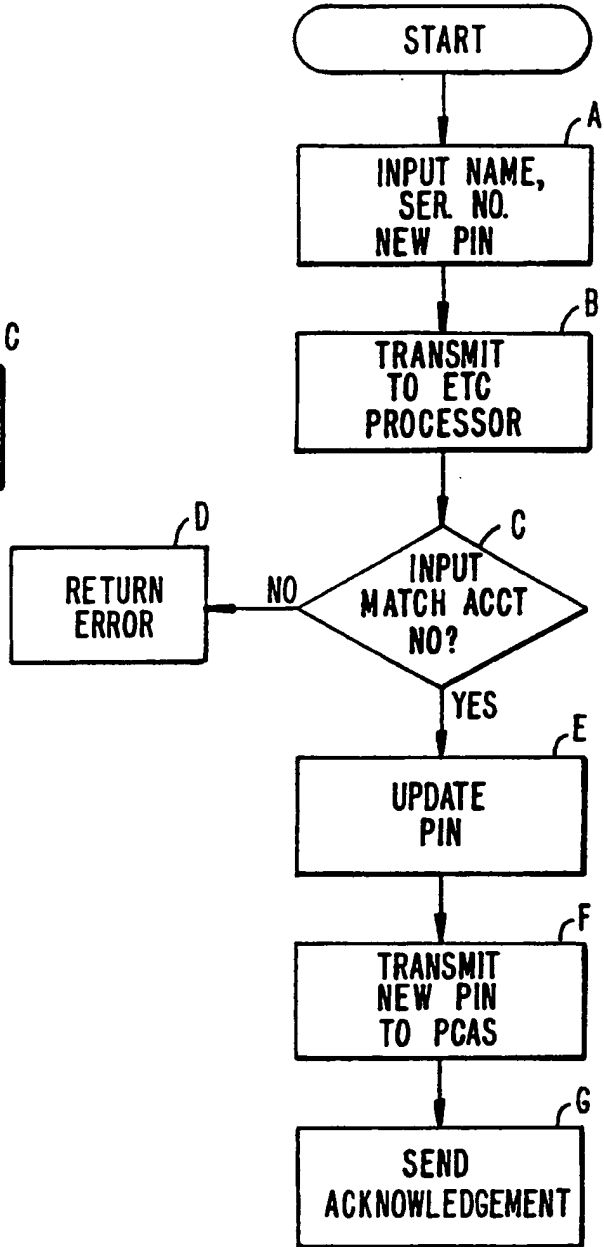 START
A
INPUT NAME,
SER. NO.
NEW PIN
B
TRANSMIT
TO ETC
PROCESSOR
C
C
INPUT
MATCH ACCT
NO?
NO
D
RETURN
ERROR
YES
E
UPDATE
PIN
F
TRANSMIT
NEW PIN
TO PCAS
G
SEND
ACKNOWLEDGEMENT